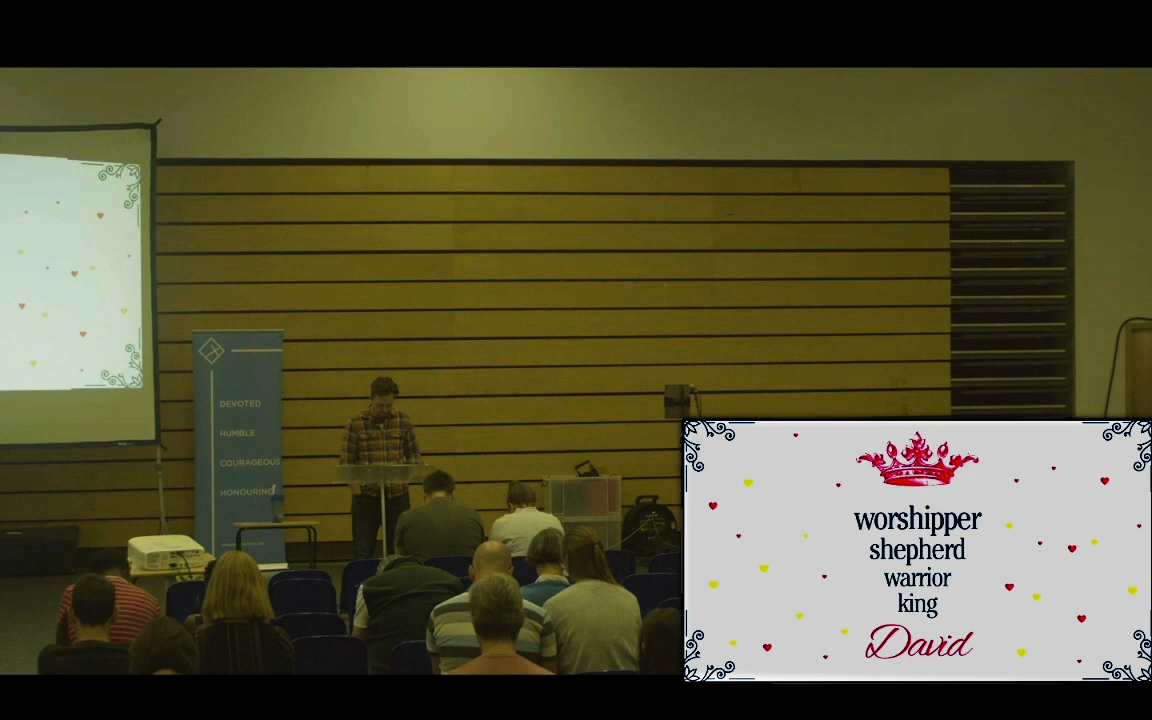 DEVOTED
HUMBLE
COURAGEOUS
HONOURING
worshipper
shepherd
warrior
king
David